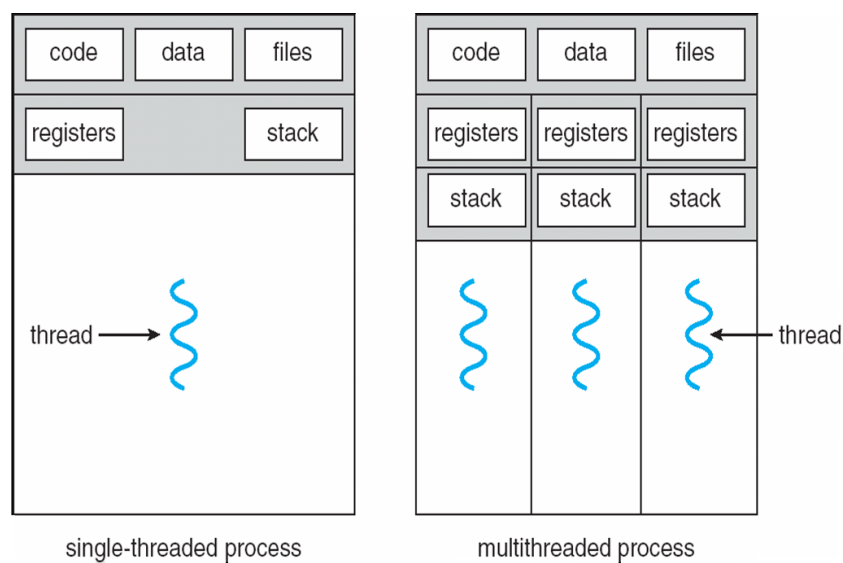 code data files
registers stack
thread
single-threaded process
code data files
registers registers registers
stack stack stack
thread
multithreaded process